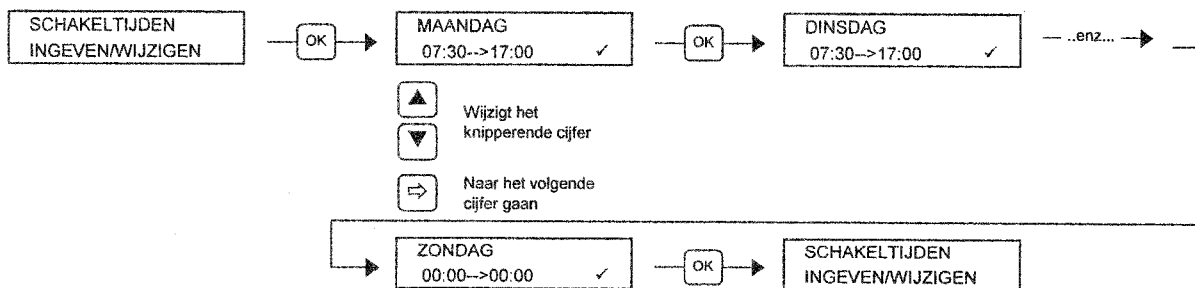 SCHAKELTIJDEN
INGEVEN/WIJZIGEN
OK
MAANDAG
07:30-->17:00 ✓
OK
DINSDAG
07:30-->17:00 ✓
..enz...
Wijzigt het
knipperende cijfer
Naar het volgende
cijfer gaan
ZONDAG
00:00-->00:00 ✓
OK
SCHAKELTIJDEN
INGEVEN/WIJZIGEN